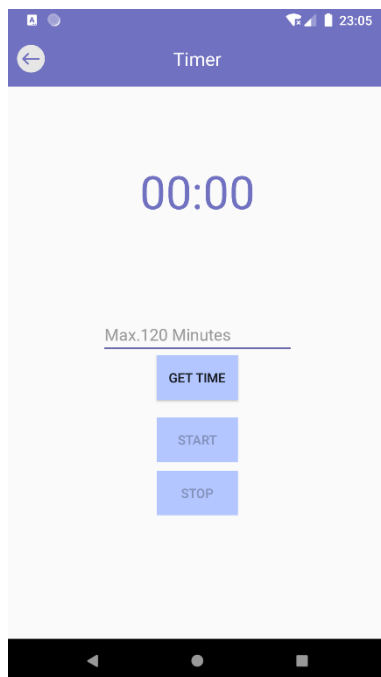 23:05
Timer
00:00
Max.120 Minutes
GET TIME
START
STOP